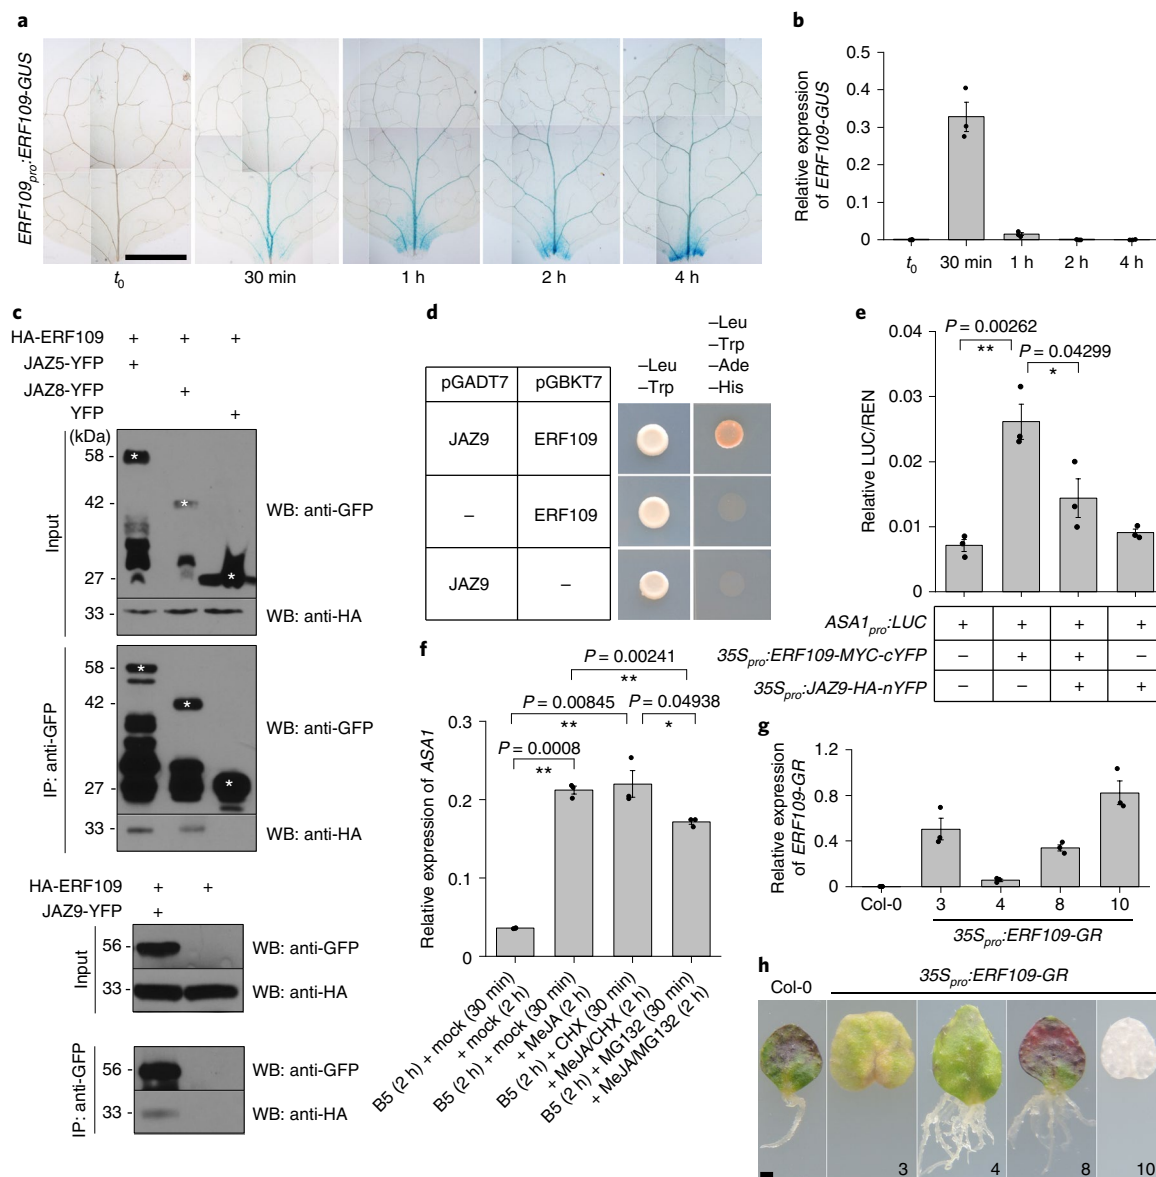 a
ERF109pro:ERF109-GUS
t0
30 min
1 h
2 h
4 h
b
Relative expression
of ERF109-GUS
0.5
0.4
0.3
0.2
0.1
0
t0
30 min
1 h
2 h
4 h
c
HA-ERF109 + + +
JAZ5-YFP +
JAZ8-YFP +
YFP +
(kDa)
Input
58 - *
42 - *
27 - *
WB: anti-GFP
33 -
WB: anti-HA
IP: anti-GFP
58 - *
42 - *
27 - *
WB: anti-GFP
33 -
WB: anti-HA
HA-ERF109 + +
JAZ9-YFP +
Input
56 -
WB: anti-GFP
33 -
WB: anti-HA
IP: anti-GFP
56 -
WB: anti-GFP
33 -
WB: anti-HA
d
pGADT7 pGBKT7
–Leu
–Trp
–Leu
–Trp
–Ade
–His
JAZ9 ERF109
– ERF109
JAZ9 –
e
Relative LUC/REN
0.04
0.03
0.02
0.01
0
P = 0.00262
**
P = 0.04299
*
ASA1pro:LUC + + + +
35Spro:ERF109-MYC-cYFP – + + –
35Spro:JAZ9-HA-nYFP – – + +
f
Relative expression of ASA1
0.3
0.2
0.1
0
P = 0.00241
**
P = 0.00845
**
P = 0.04938
*
P = 0.0008
**
B5 (2 h) + mock (30 min)
+ mock (2 h)
B5 (2 h) + mock (30 min)
+ MeJA (2 h)
B5 (2 h) + CHX (30 min)
+ MeJA/CHX (2 h)
B5 (2 h) + MG132 (30 min)
+ MeJA/MG132 (2 h)
g
Relative expression
of ERF109-GR
1.2
0.8
0.4
0
Col-0
3
4
8
10
35Spro:ERF109-GR
h
Col-0
35Spro:ERF109-GR
3
4
8
10